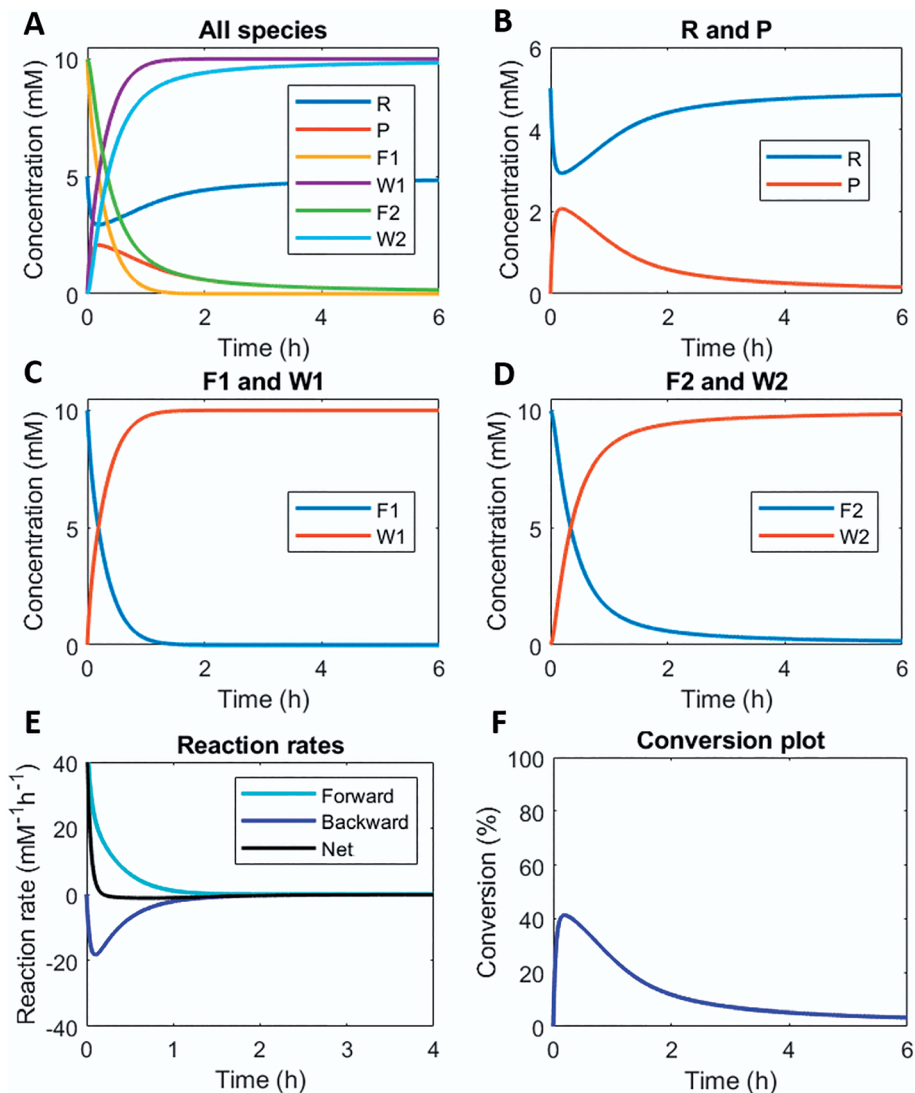 A
All species
Concentration (mM)
10
5
0
0
2
4
6
Time (h)
R
P
F1
W1
F2
W2
B
R and P
Concentration (mM)
6
4
2
0
0
2
4
6
Time (h)
R
P
C
F1 and W1
Concentration (mM)
10
5
0
0
2
4
6
Time (h)
F1
W1
D
F2 and W2
Concentration (mM)
10
5
0
0
2
4
6
Time (h)
F2
W2
E
Reaction rates
Reaction rate (mM⁻¹h⁻¹)
40
20
0
-20
-40
0
1
2
3
4
Time (h)
Forward
Backward
Net
F
Conversion plot
Conversion (%)
100
80
60
40
20
0
0
2
4
6
Time (h)